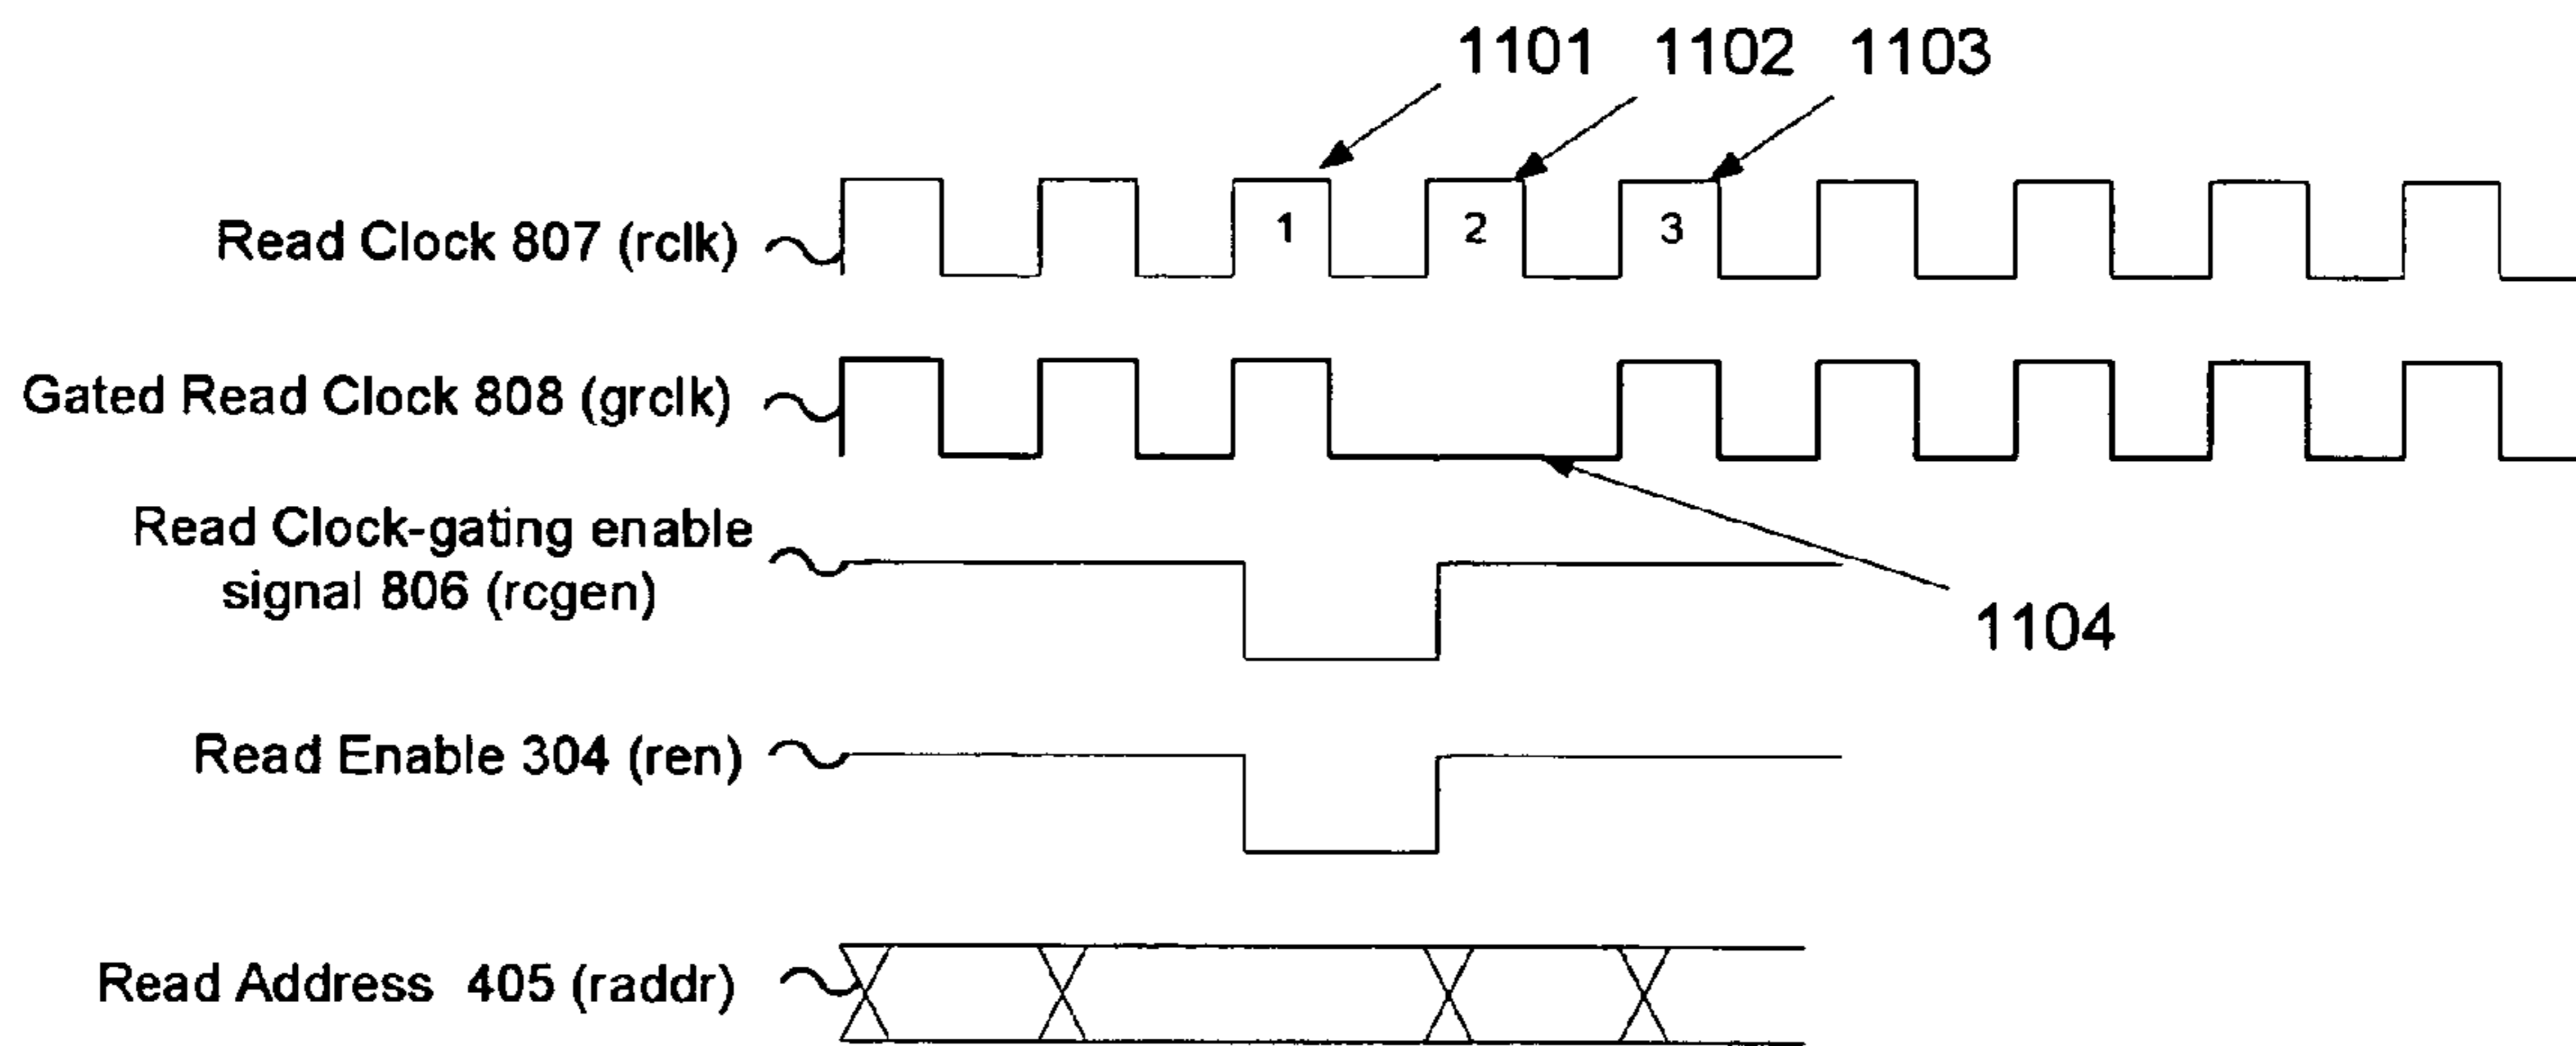 1101 1102 1103
Read Clock 807 (rclk)
1 2 3
Gated Read Clock 808 (grclk)
Read Clock-gating enable
signal 806 (rcgen)
1104
Read Enable 304 (ren)
Read Address 405 (raddr)